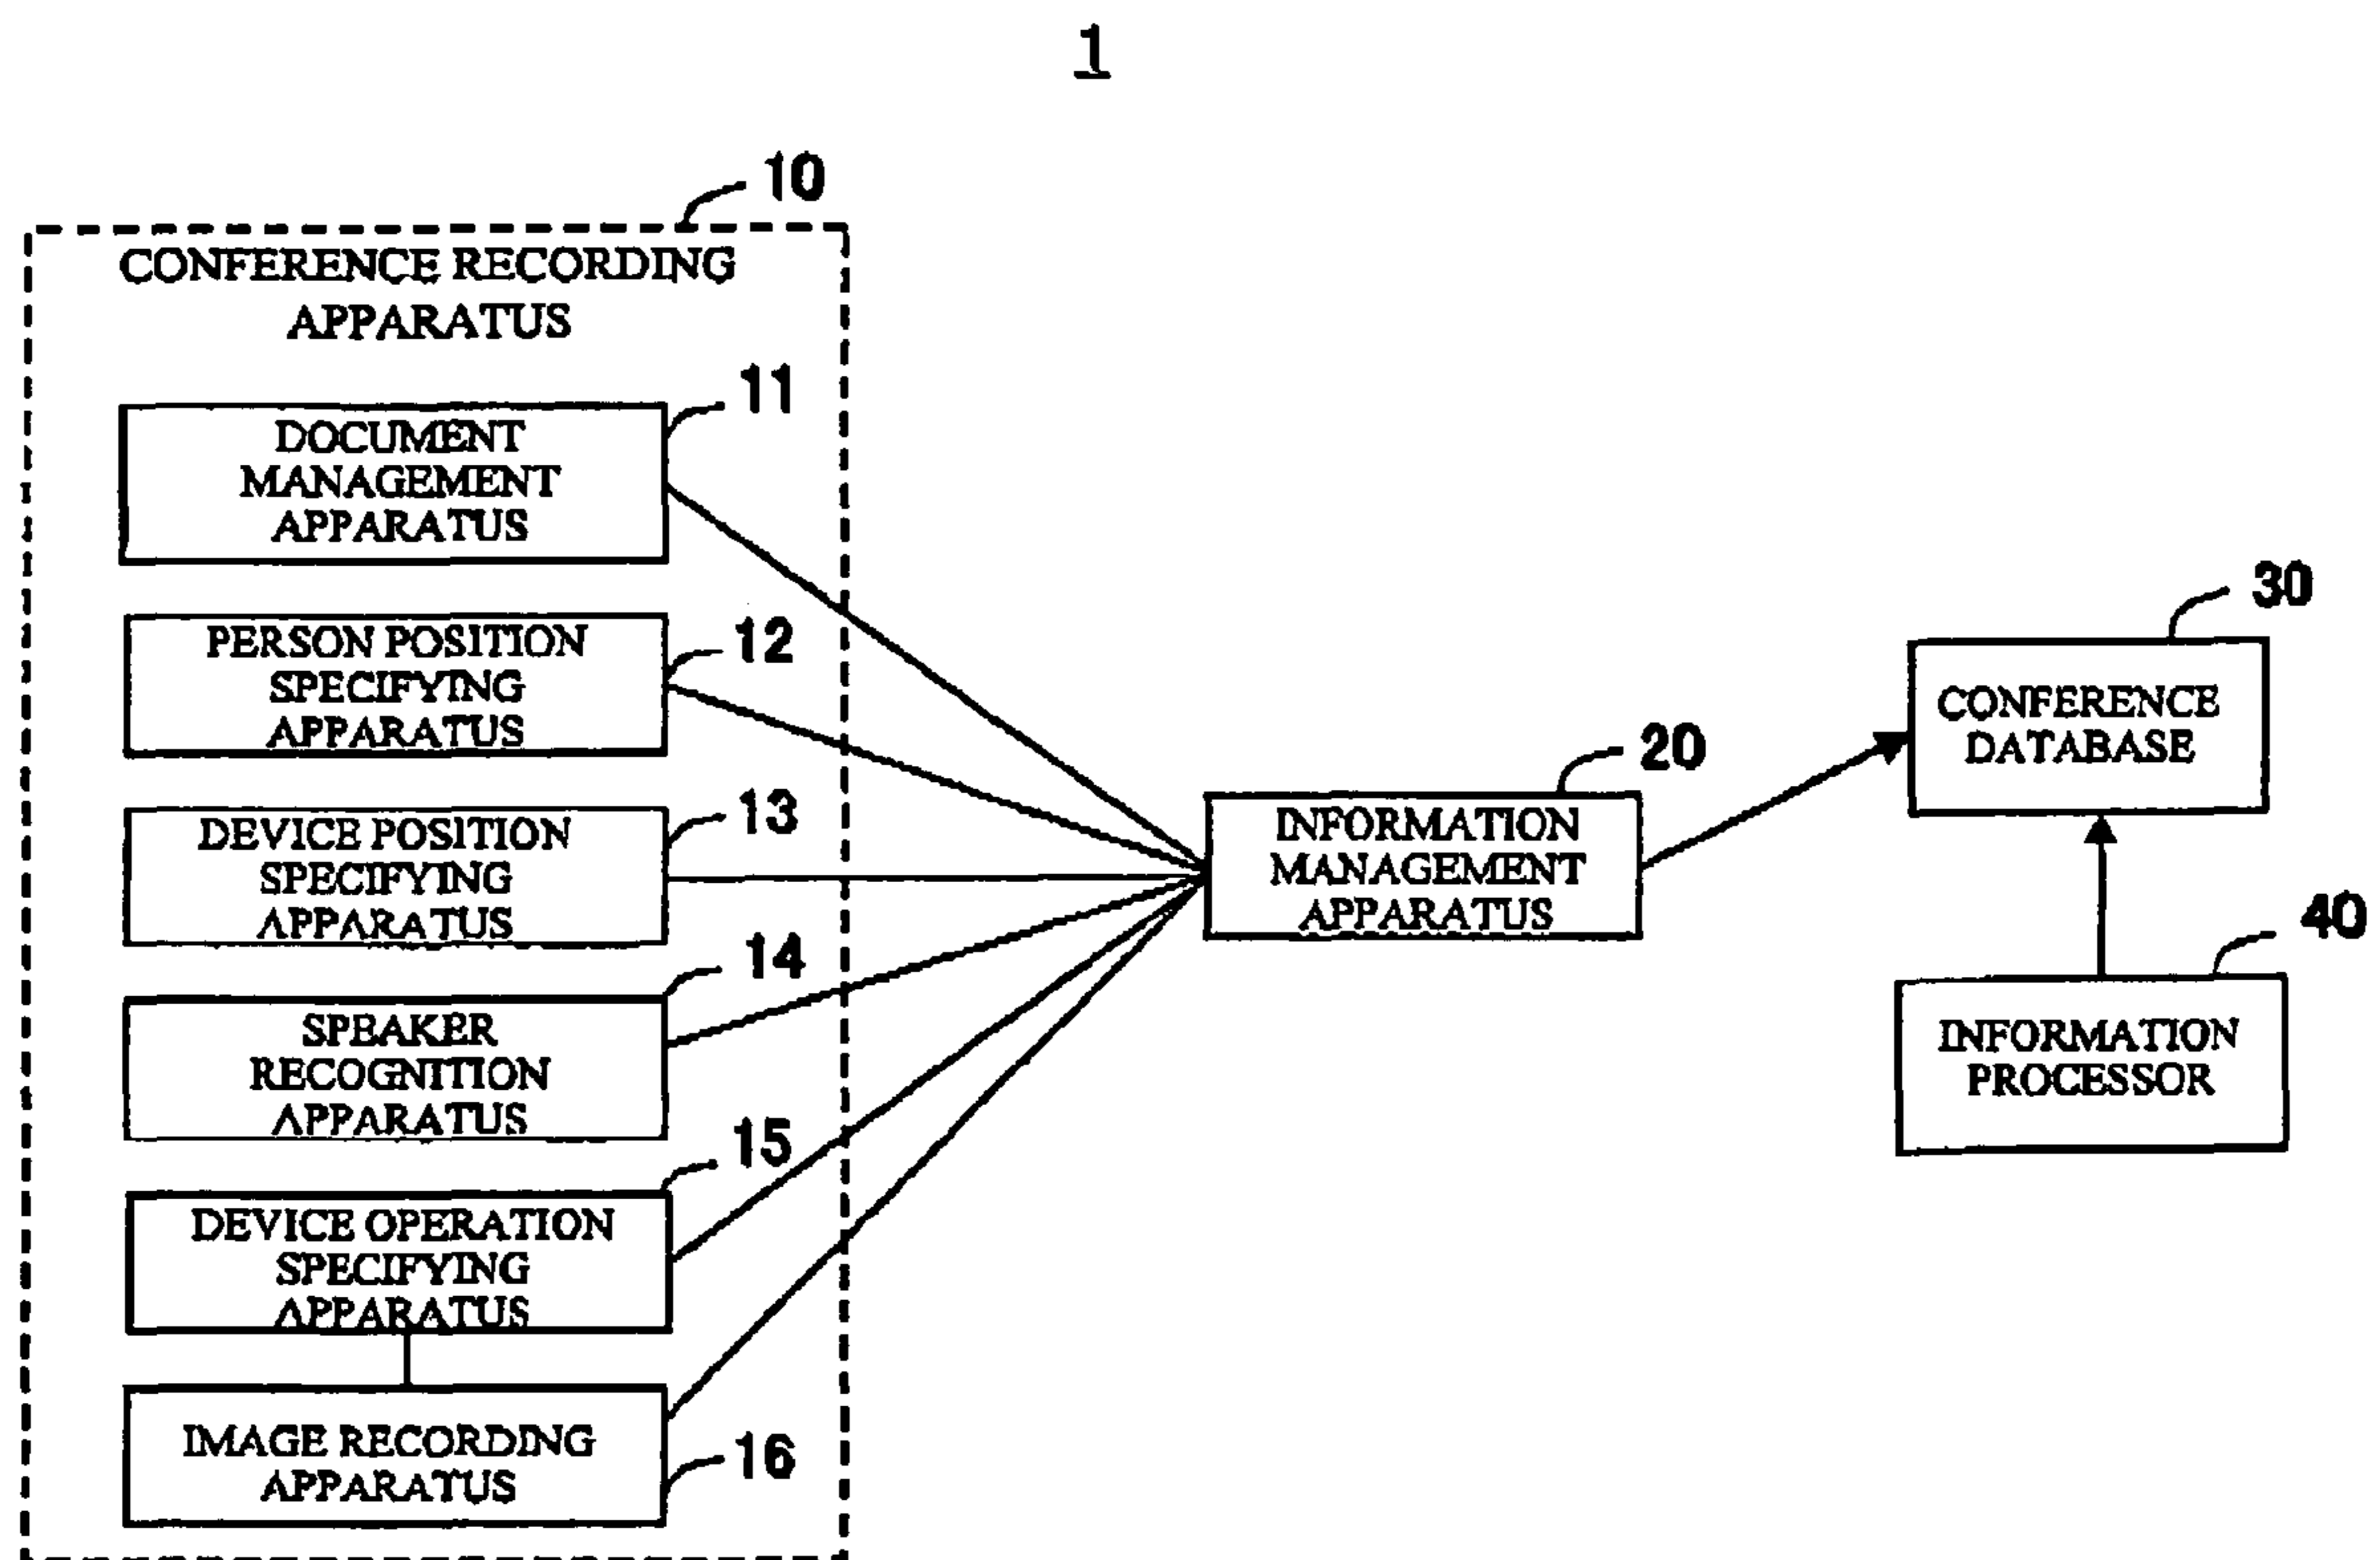 1
10
CONFERENCE RECORDING
APPARATUS
11
DOCUMENT
MANAGEMENT
APPARATUS
12
PERSON POSITION
SPECIFYING
APPARATUS
13
DEVICE POSITION
SPECIFYING
APPARATUS
14
SPEAKER
RECOGNITION
APPARATUS
15
DEVICE OPERATION
SPECIFYING
APPARATUS
16
IMAGE RECORDING
APPARATUS
20
INFORMATION
MANAGEMENT
APPARATUS
30
CONFERENCE
DATABASE
40
INFORMATION
PROCESSOR